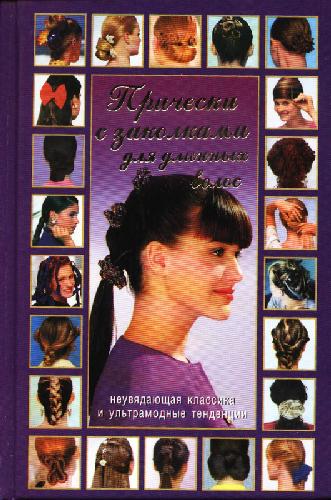 Прически
с заколками
для длинных
волос
неувядающая классика
и ультрамодные тенденции